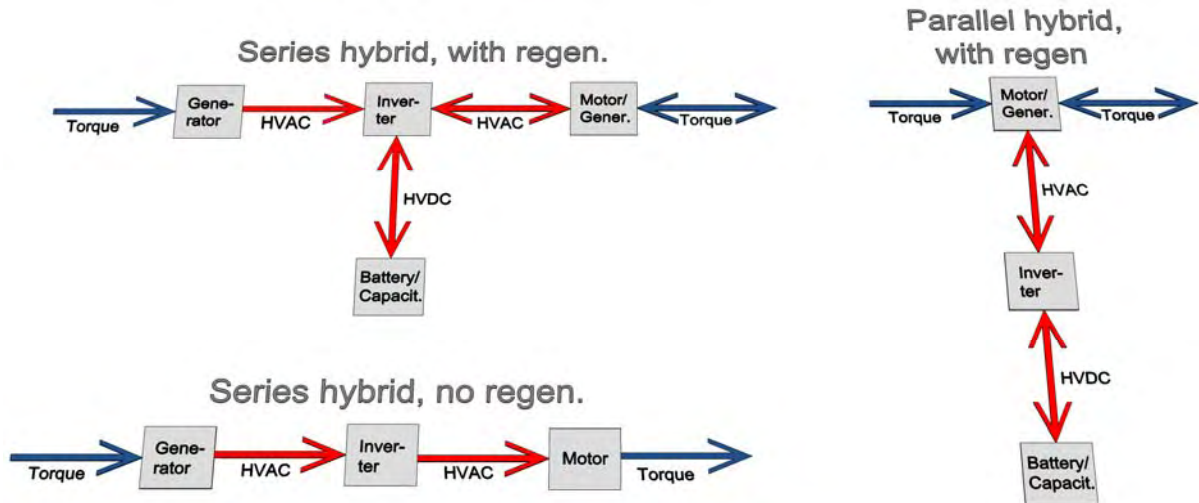 Series hybrid, with regen.
Gene-
rator
Inver-
ter
Motor/
Gener.
Torque
HVAC
HVAC
Torque
HVDC
Battery/
Capacit.
Series hybrid, no regen.
Gene-
rator
Inver-
ter
Motor
Torque
HVAC
HVAC
Torque
Parallel hybrid,
with regen
Motor/
Gener.
Torque
Torque
HVAC
Inver-
ter
HVDC
Battery/
Capacit.